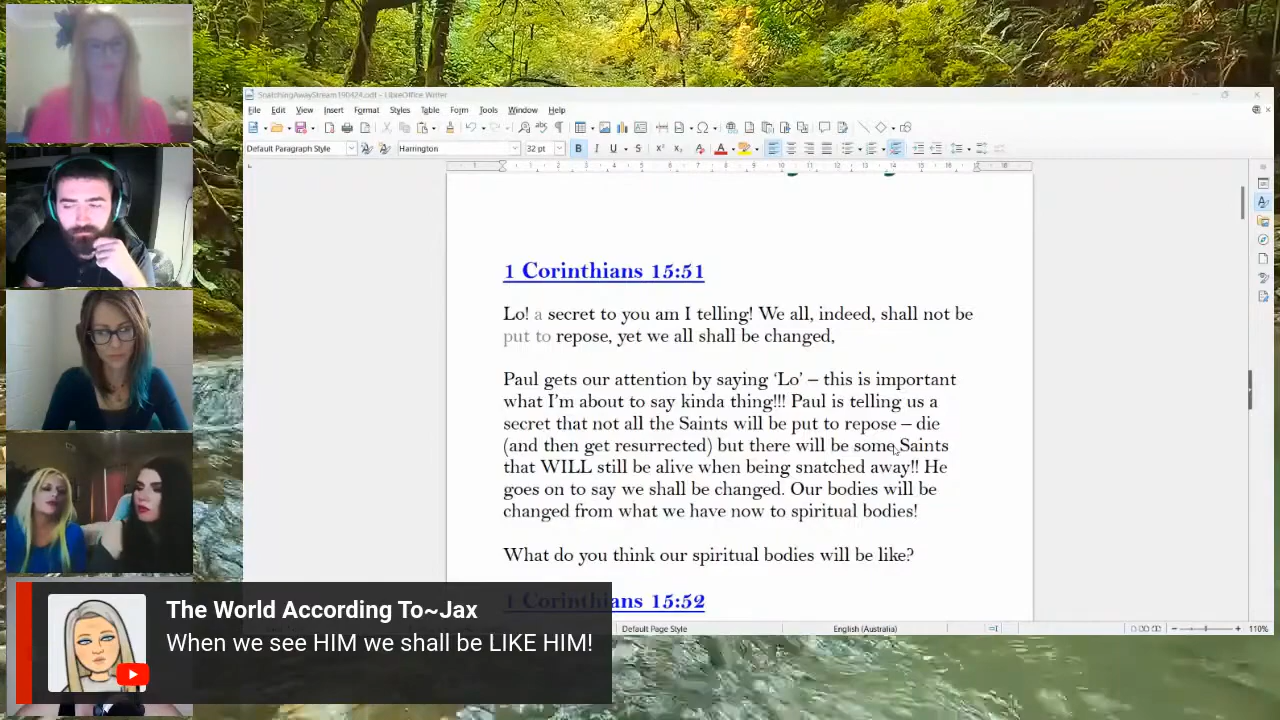 SnatchingAwayStream190424.odt - LibreOffice Writer
File Edit View Insert Format Styles Table Form Tools Window Help
Default Paragraph Style Harrington 32 pt
1 Corinthians 15:51
Lo! a secret to you am I telling! We all, indeed, shall not be
put to repose, yet we all shall be changed,
Paul gets our attention by saying ‘Lo’ – this is important
what I’m about to say kinda thing!!! Paul is telling us a
secret that not all the Saints will be put to repose – die
(and then get resurrected) but there will be some Saints
that WILL still be alive when being snatched away!! He
goes on to say we shall be changed. Our bodies will be
changed from what we have now to spiritual bodies!
What do you think our spiritual bodies will be like?
1 Corinthians 15:52
The World According To~Jax
When we see HIM we shall be LIKE HIM!
Default Page Style English (Australia) 110%